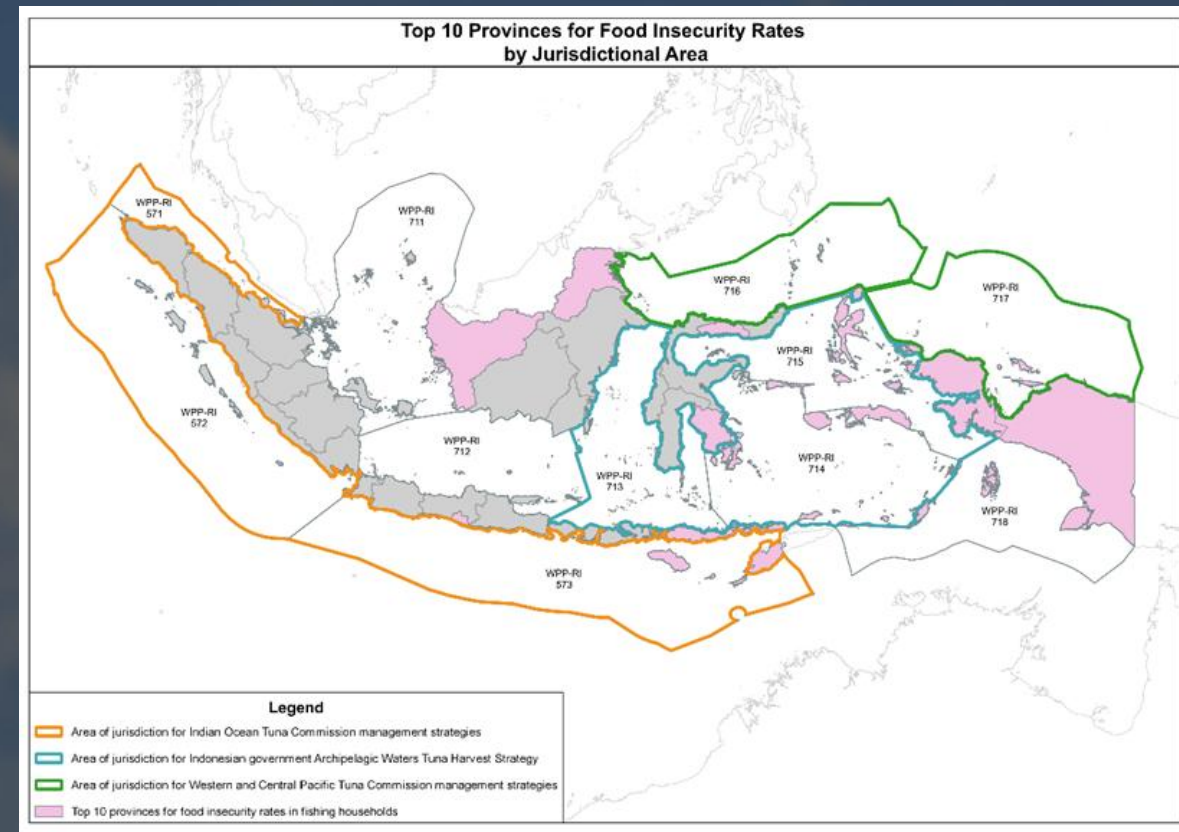 Top 10 Provinces for Food Insecurity Rates
by Jurisdictional Area
WPP-RI
571
WPP-RI
711
WPP-RI
716
WPP-RI
717
WPP-RI
715
WPP-RI
572
WPP-RI
712
WPP-RI
714
WPP-RI
713
WPP-RI
718
WPP-RI
573
Legend
Area of jurisdiction for Indian Ocean Tuna Commission management strategies
Area of jurisdiction for Indonesian government Archipelagic Waters Tuna Harvest Strategy
Area of jurisdiction for Western and Central Pacific Tuna Commission management strategies
Top 10 provinces for food insecurity rates in fishing households